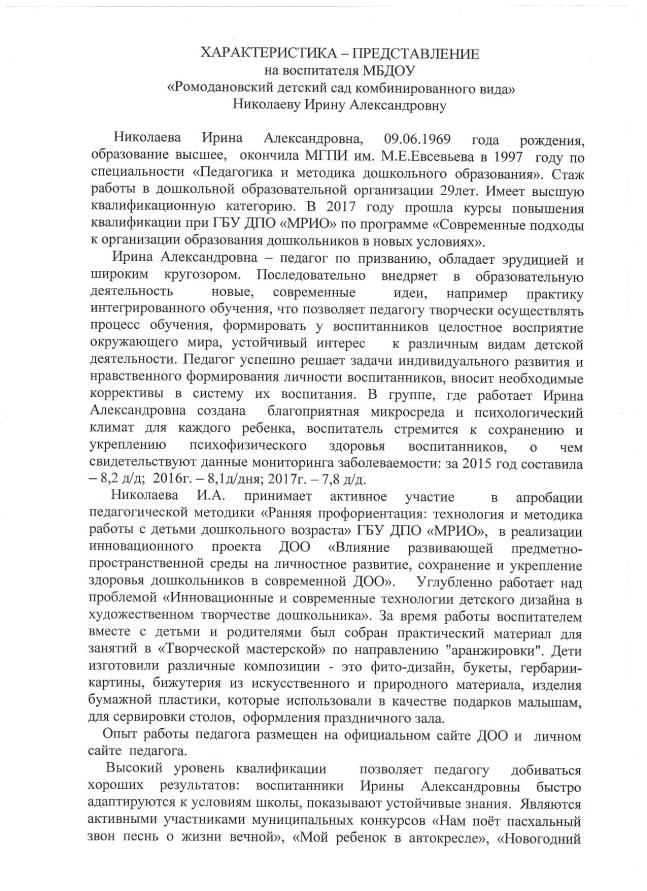 ХАРАКТЕРИСТИКА – ПРЕДСТАВЛЕНИЕ
на воспитателя МБДОУ
«Ромодановский детский сад комбинированного вида»
Николаеву Ирину Александровну
Николаева Ирина Александровна, 09.06.1969 года рождения,
образование высшее, окончила МГПИ им. М.Е.Евсевьева в 1997 году по
специальности «Педагогика и методика дошкольного образования». Стаж
работы в дошкольной образовательной организации 29лет. Имеет высшую
квалификационную категорию. В 2017 году прошла курсы повышения
квалификации при ГБУ ДПО «МРИО» по программе «Современные подходы
к организации образования дошкольников в новых условиях».
Ирина Александровна – педагог по призванию, обладает эрудицией и
широким кругозором. Последовательно внедряет в образовательную
деятельность новые, современные идеи, например практику
интегрированного обучения, что позволяет педагогу творчески осуществлять
процесс обучения, формировать у воспитанников целостное восприятие
окружающего мира, устойчивый интерес к различным видам детской
деятельности. Педагог успешно решает задачи индивидуального развития и
нравственного формирования личности воспитанников, вносит необходимые
коррективы в систему их воспитания. В группе, где работает Ирина
Александровна создана благоприятная микросреда и психологический
климат для каждого ребенка, воспитатель стремится к сохранению и
укреплению психофизического здоровья воспитанников, о чем
свидетельствуют данные мониторинга заболеваемости: за 2015 год составила
– 8,2 д/д; 2016г. – 8,1д/дня; 2017г. – 7,8 д/д.
Николаева И.А. принимает активное участие в апробации
педагогической методики «Ранняя профориентация: технология и методика
работы с детьми дошкольного возраста» ГБУ ДПО «МРИО», в реализации
инновационного проекта ДОО «Влияние развивающей предметно-
пространственной среды на личностное развитие, сохранение и укрепление
здоровья дошкольников в современной ДОО». Углубленно работает над
проблемой «Инновационные и современные технологии детского дизайна в
художественном творчестве дошкольника». За время работы воспитателем
вместе с детьми и родителями был собран практический материал для
занятий в «Творческой мастерской» по направлению "аранжировки". Дети
изготовили различные композиции - это фито-дизайн, букеты, гербарии-
картины, бижутерия из искусственного и природного материала, изделия
бумажной пластики, которые использовали в качестве подарков малышам,
для сервировки столов, оформления праздничного зала.
Опыт работы педагога размещен на официальном сайте ДОО и личном
сайте педагога.
Высокий уровень квалификации позволяет педагогу добиваться
хороших результатов: воспитанники Ирины Александровны быстро
адаптируются к условиям школы, показывают устойчивые знания. Являются
активными участниками муниципальных конкурсов «Нам поёт пасхальный
звон песнь о жизни вечной», «Мой ребенок в автокресле», «Новогодний